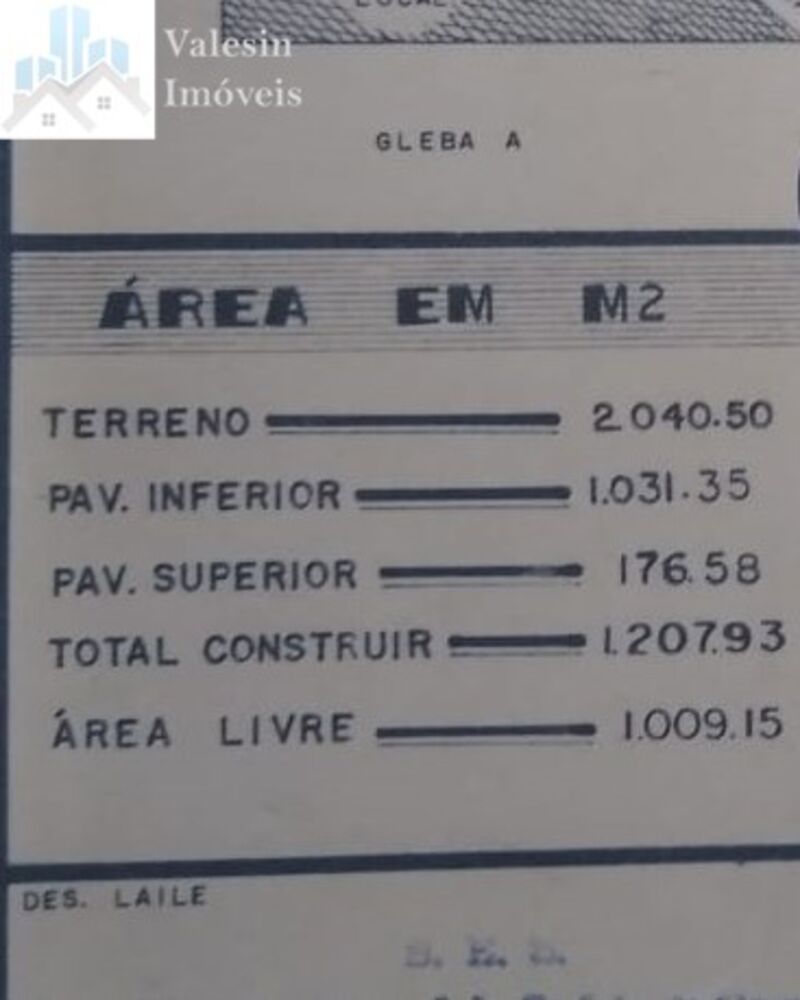 LOCAL
Valesin
Imóveis
GLEBA A
ÁREA EM M2
TERRENO 2.040.50
PAV. INFERIOR 1.031.35
PAV. SUPERIOR 176.58
TOTAL CONSTRUIR 1.207.93
ÁREA LIVRE 1.009.15
DES. LAILE